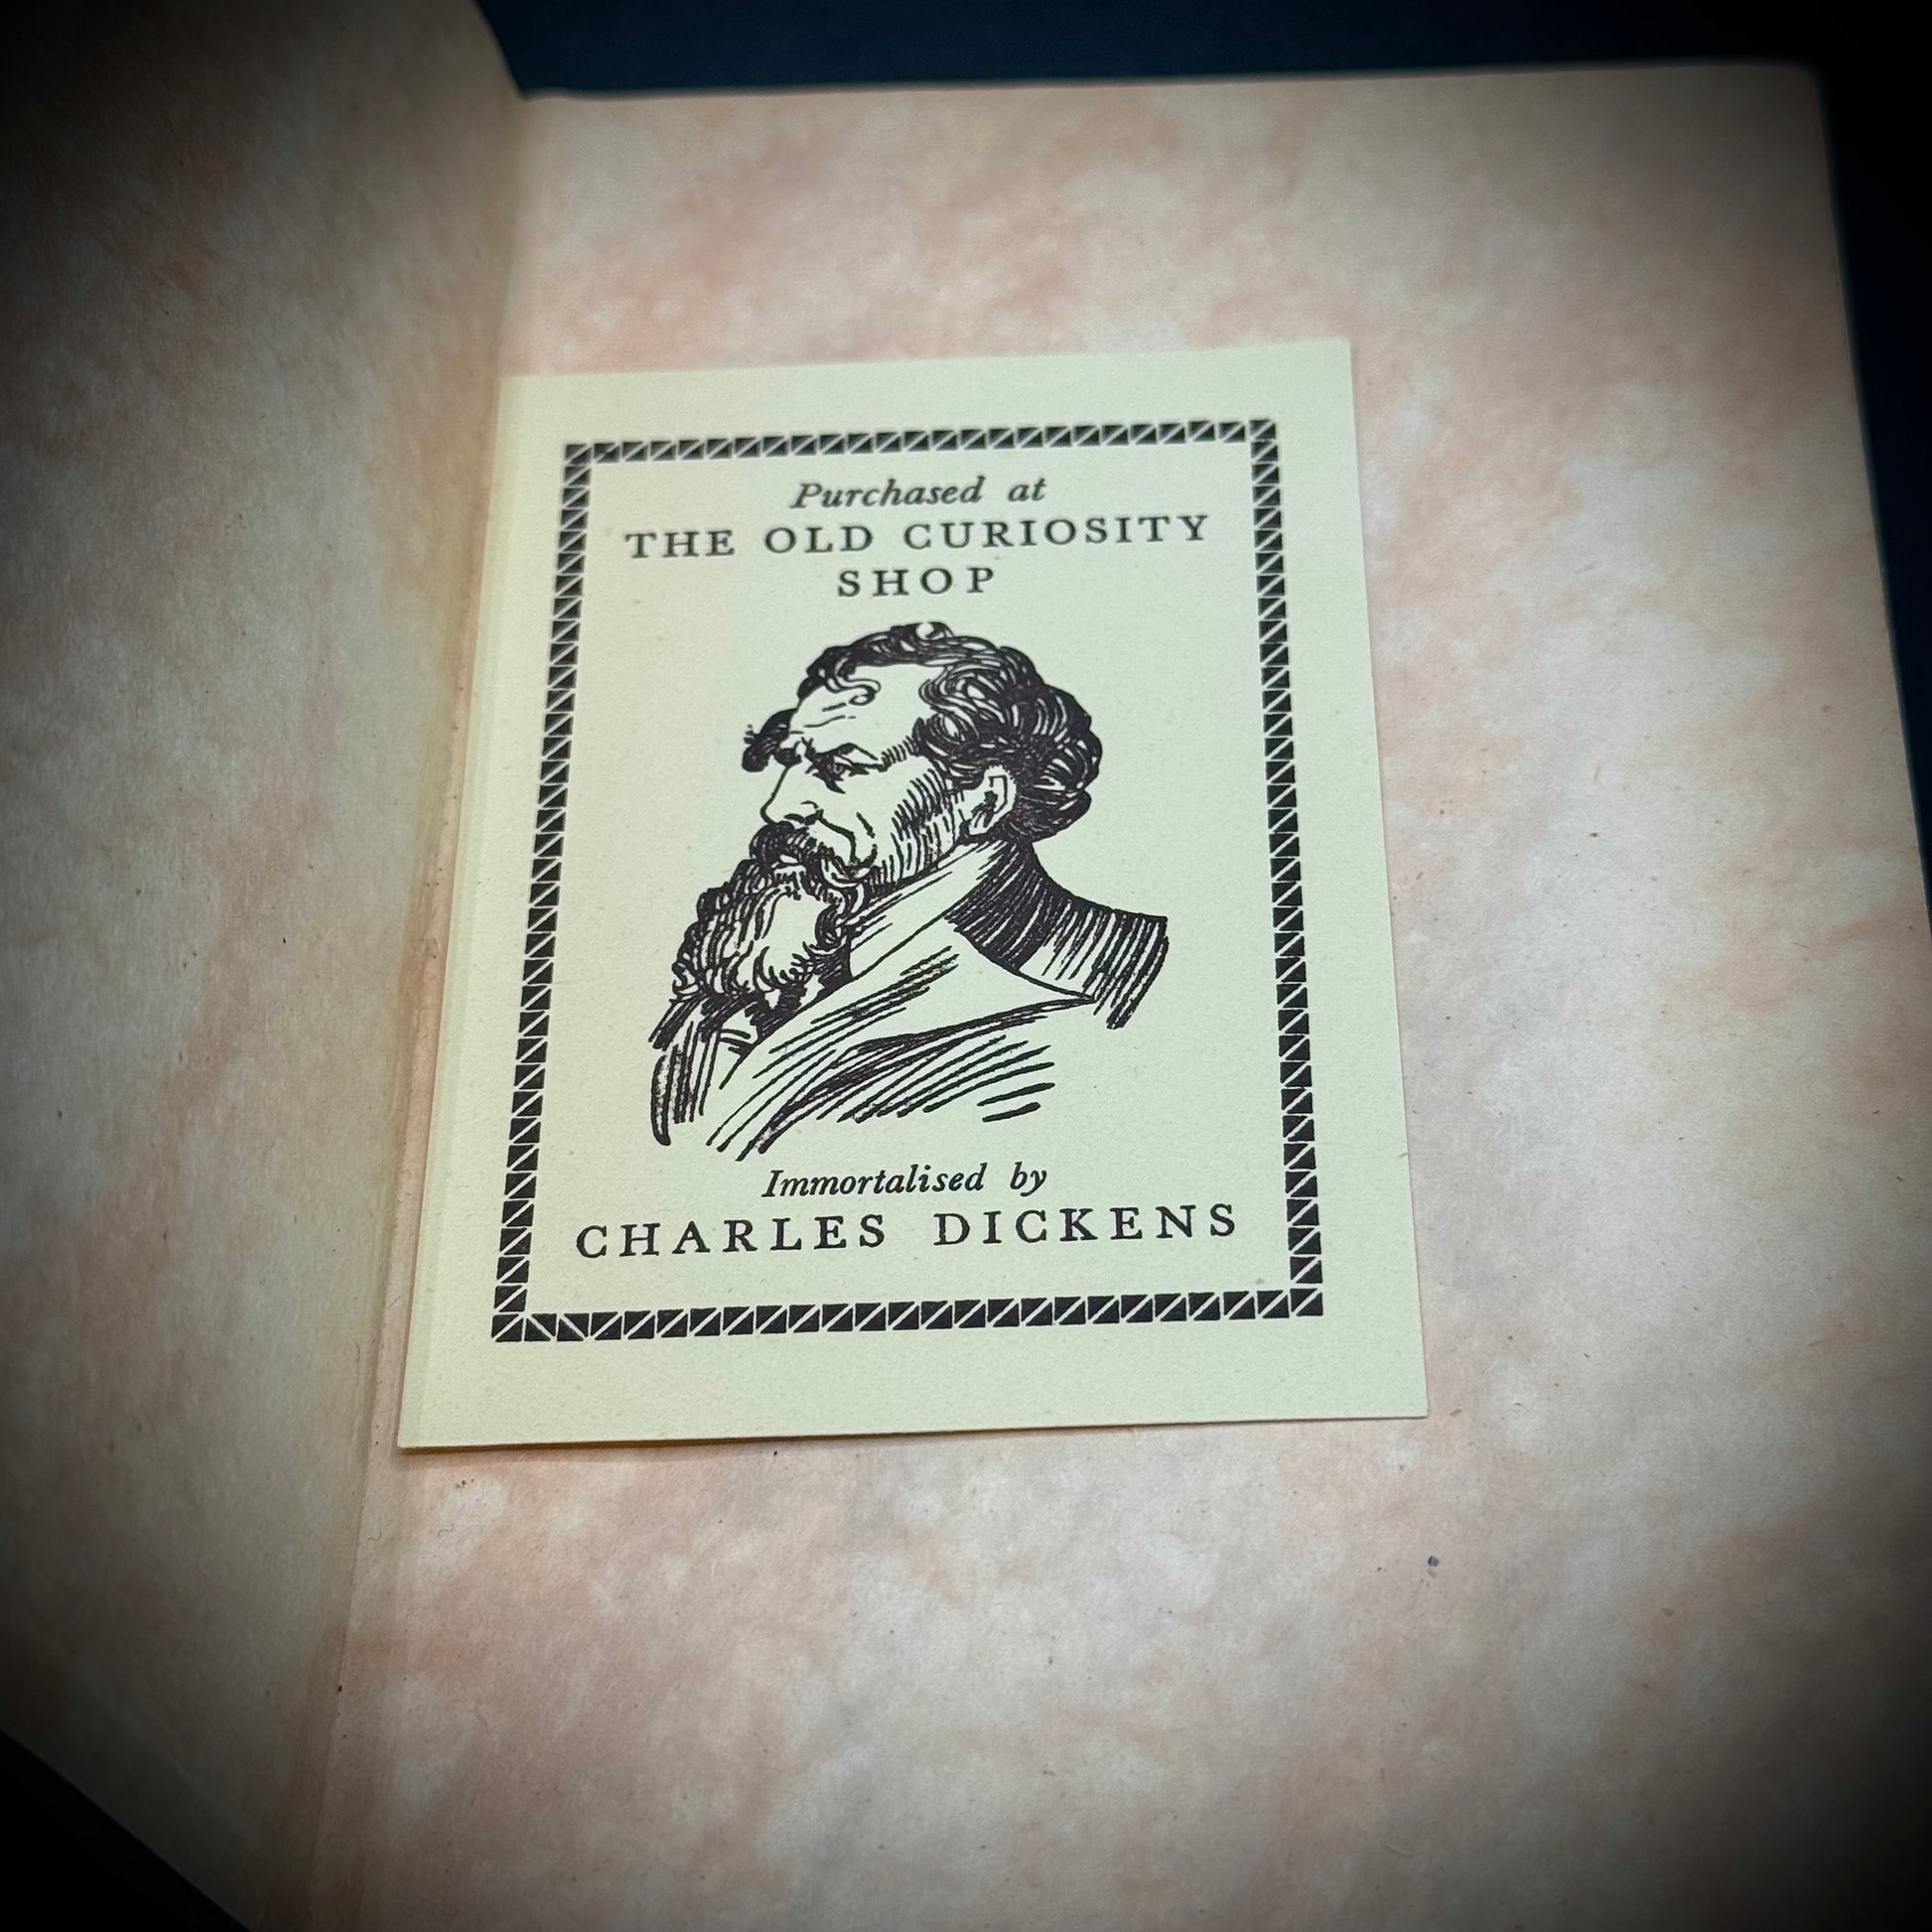 Purchased at
THE OLD CURIOSITY
SHOP
Immortalised by
CHARLES DICKENS